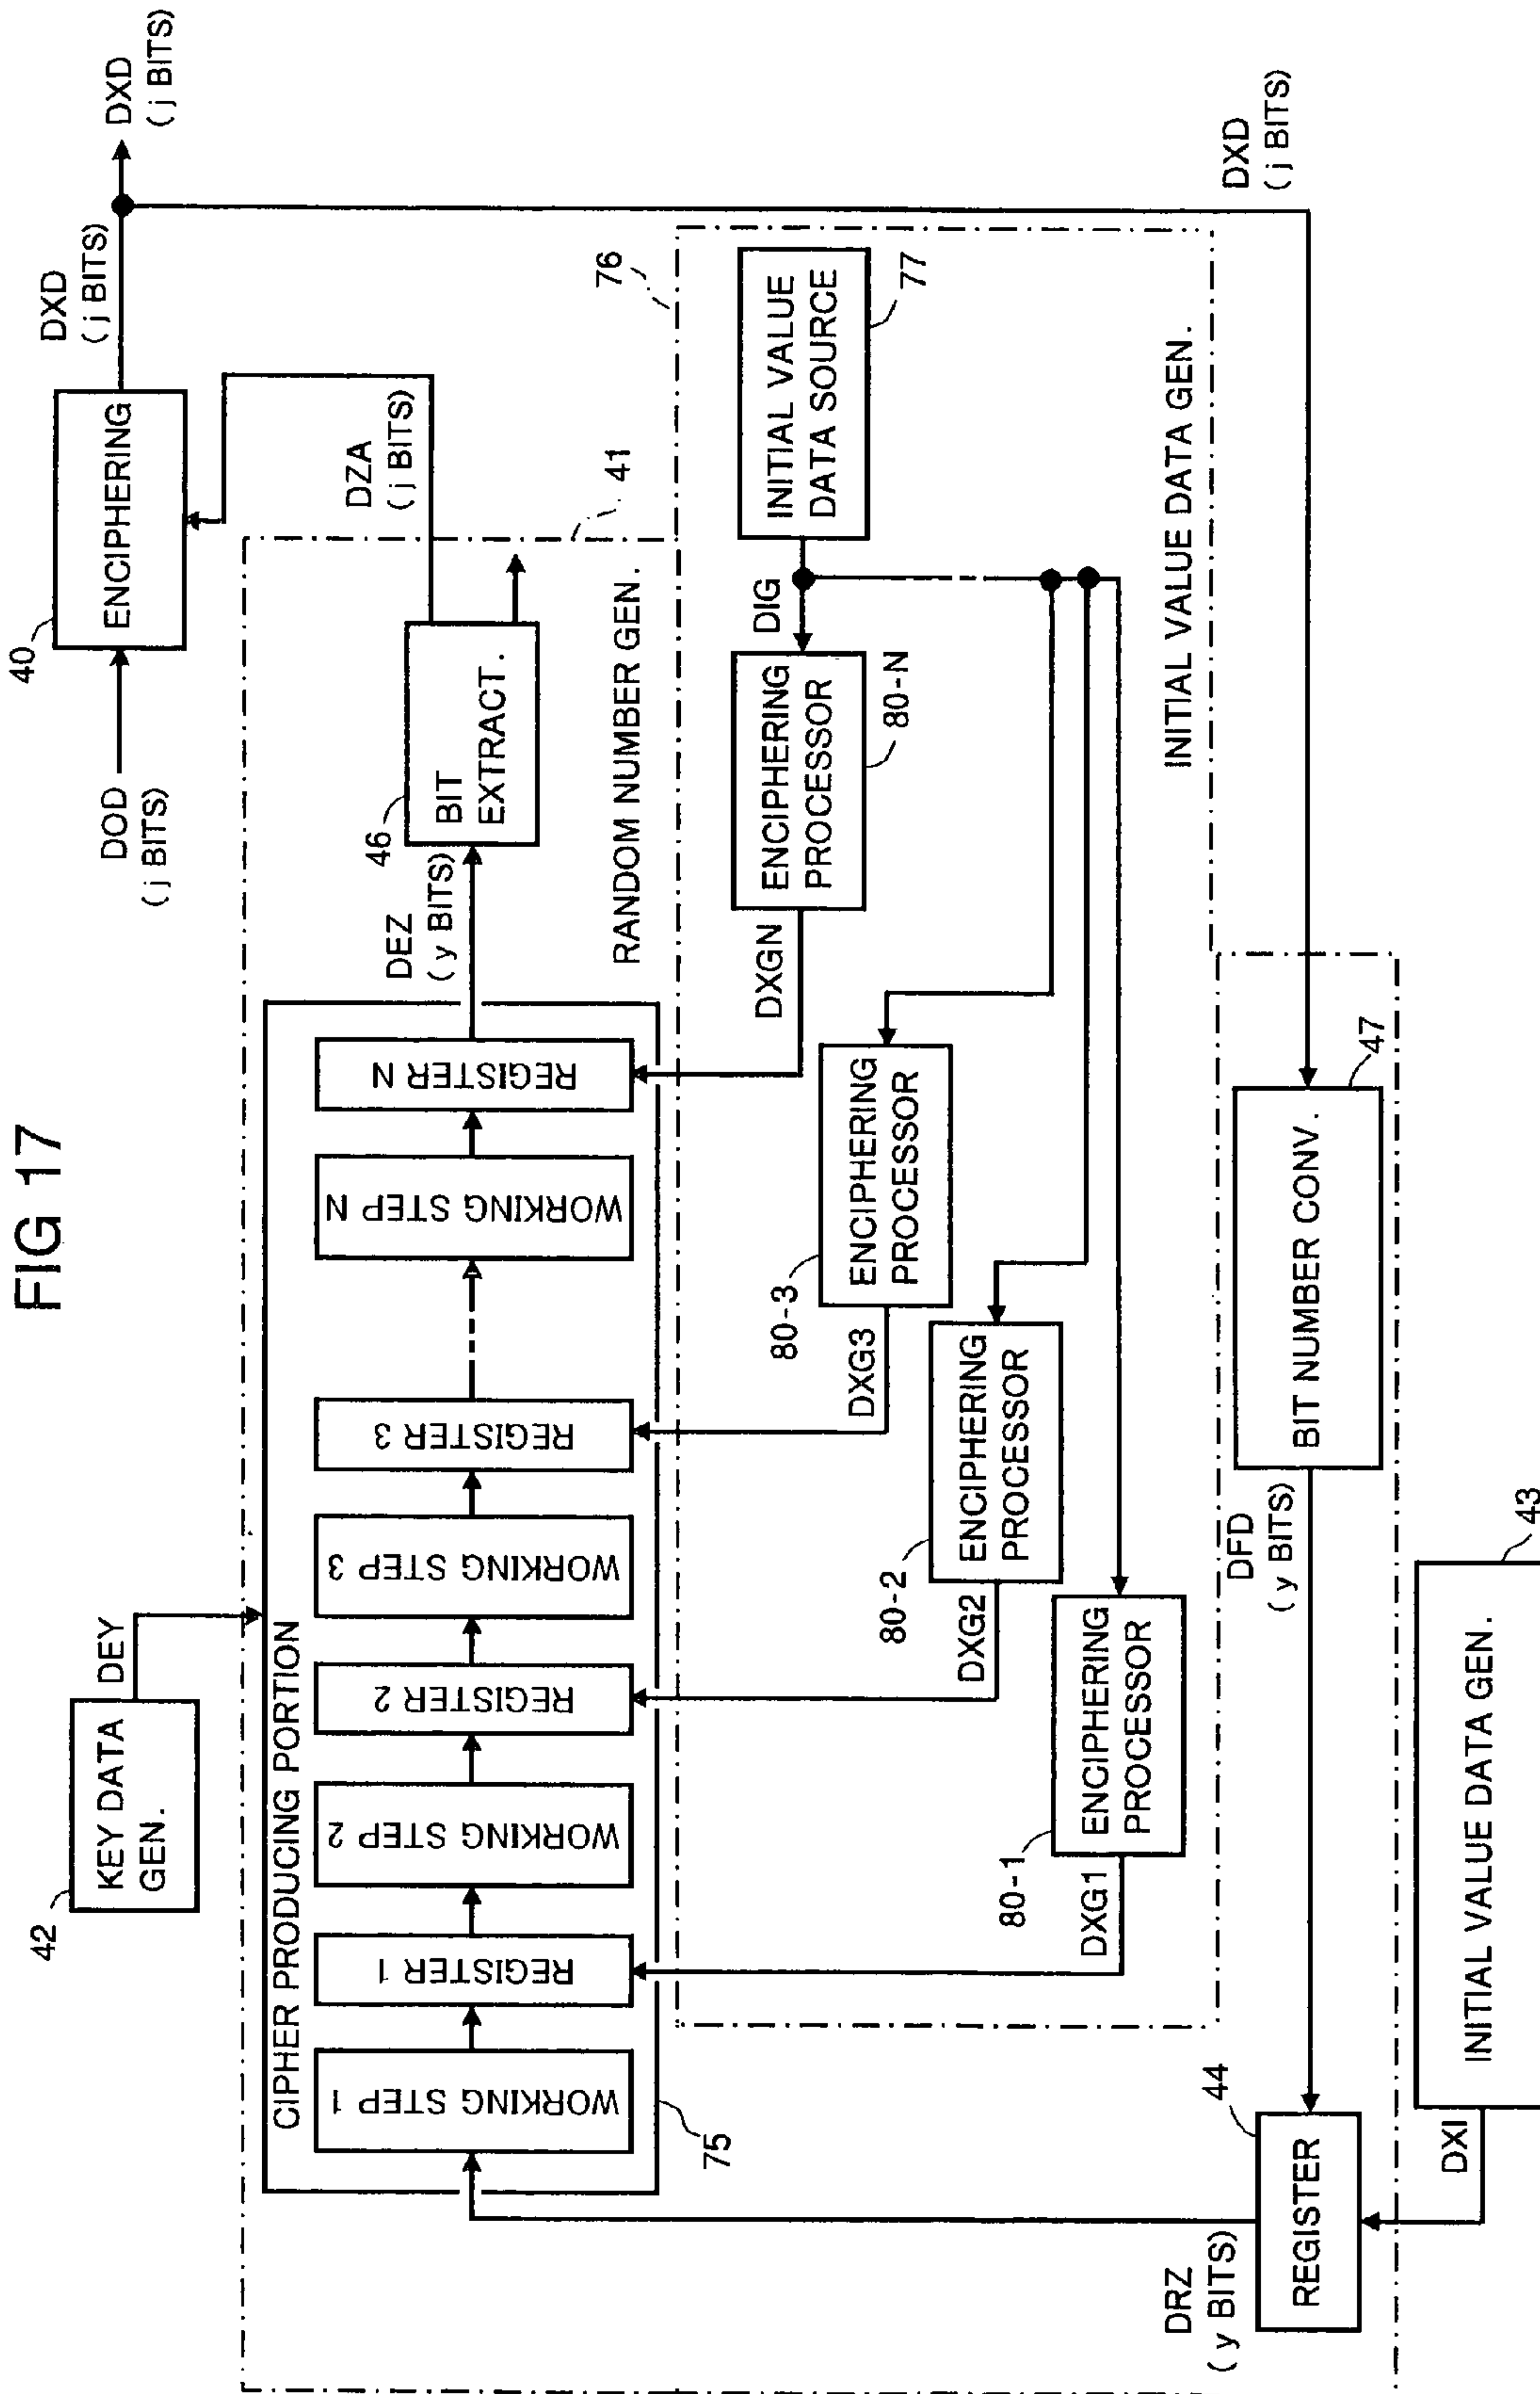 FIG 17
40
DOD
( j BITS)
ENCIPHERING
DXD
( j BITS)
DXD
( j BITS)
42
KEY DATA
GEN.
DEY
DZA
( j BITS)
41
CIPHER PRODUCING PORTION
WORKING STEP 1
REGISTER 1
WORKING STEP 2
REGISTER 2
WORKING STEP 3
REGISTER 3
WORKING STEP N
REGISTER N
75
DEZ
( y BITS)
46
BIT
EXTRACT.
RANDOM NUMBER GEN.
76
INITIAL VALUE
DATA SOURCE
77
DIG
ENCIPHERING
PROCESSOR
80-N
DXGN
ENCIPHERING
PROCESSOR
80-3
DXG3
ENCIPHERING
PROCESSOR
80-2
DXG2
ENCIPHERING
PROCESSOR
80-1
DXG1
INITIAL VALUE DATA GEN.
DXD
( j BITS)
47
BIT NUMBER CONV.
DFD
( y BITS)
DRZ
( y BITS)
44
REGISTER
DXI
43
INITIAL VALUE DATA GEN.